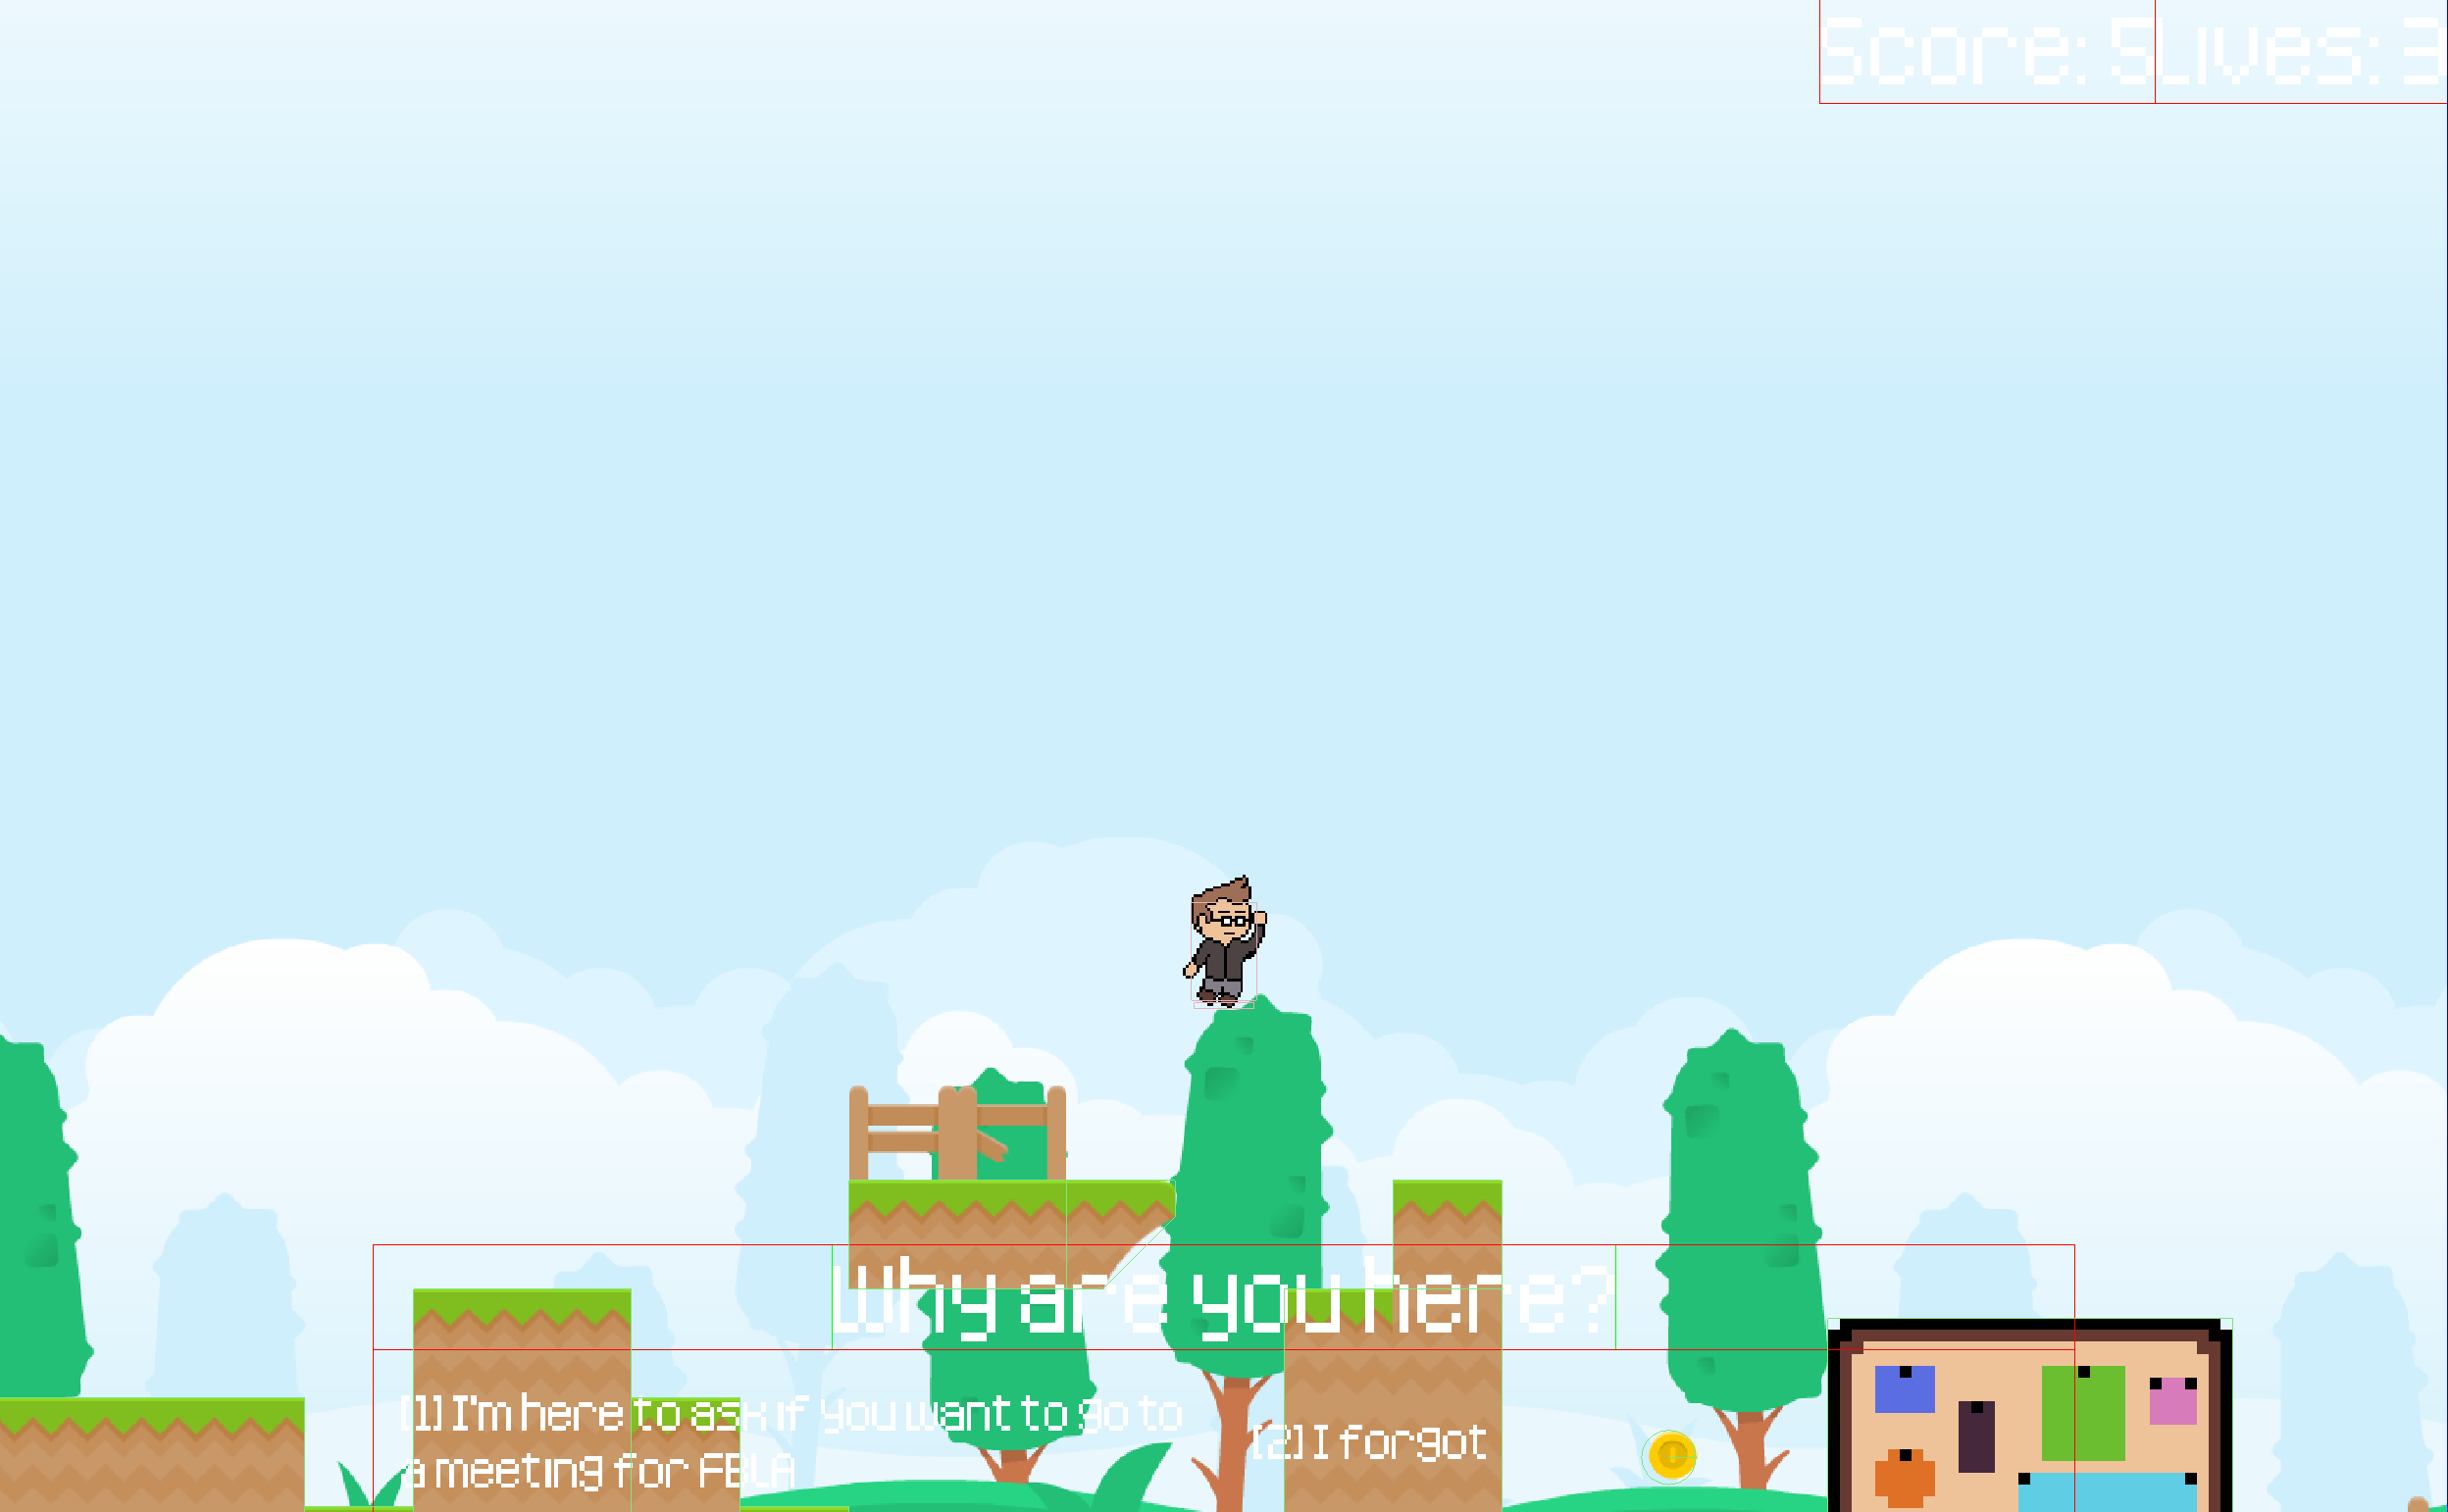 Score: 5 Lives: 3
Why are you here?
[1] I'm here to ask if you want to go to
a meeting for FBLA
[2] I forgot